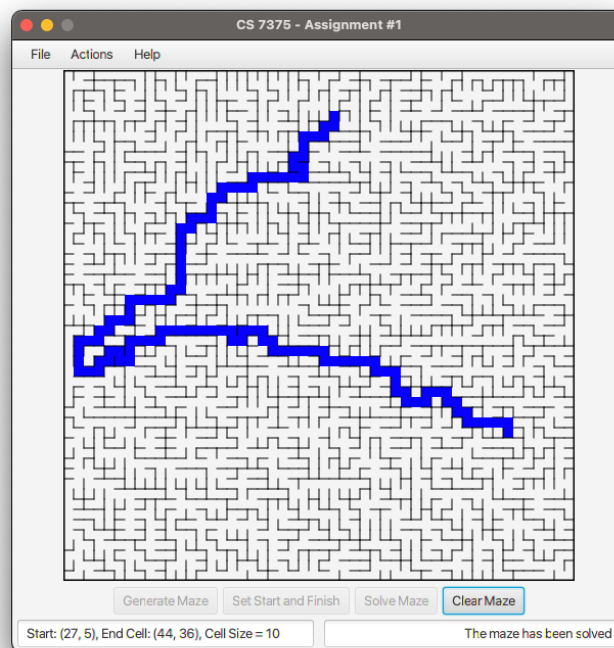 CS 7375 - Assignment #1
File Actions Help
Generate Maze Set Start and Finish Solve Maze Clear Maze
Start: (27, 5), End Cell: (44, 36), Cell Size = 10 The maze has been solved